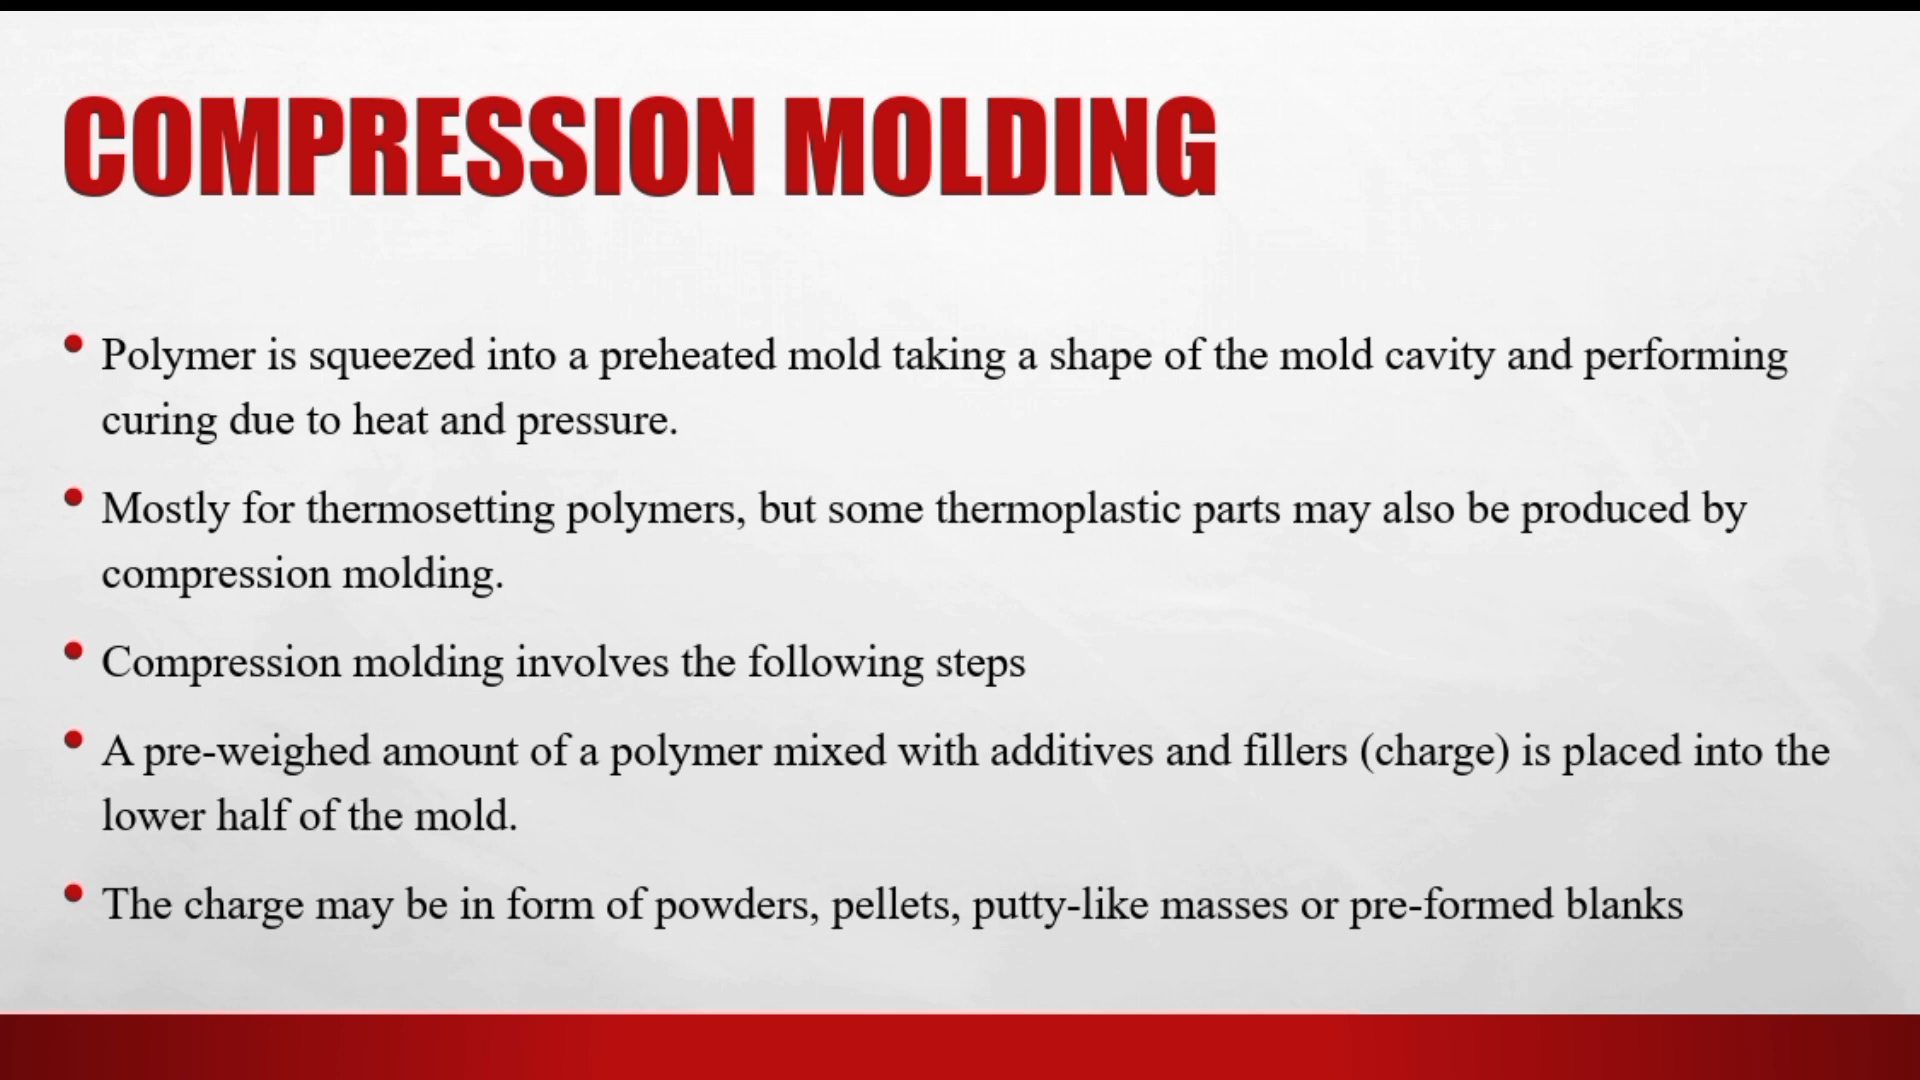 COMPRESSION MOLDING
• Polymer is squeezed into a preheated mold taking a shape of the mold cavity and performing
curing due to heat and pressure.
• Mostly for thermosetting polymers, but some thermoplastic parts may also be produced by
compression molding.
• Compression molding involves the following steps
• A pre-weighed amount of a polymer mixed with additives and fillers (charge) is placed into the
lower half of the mold.
• The charge may be in form of powders, pellets, putty-like masses or pre-formed blanks